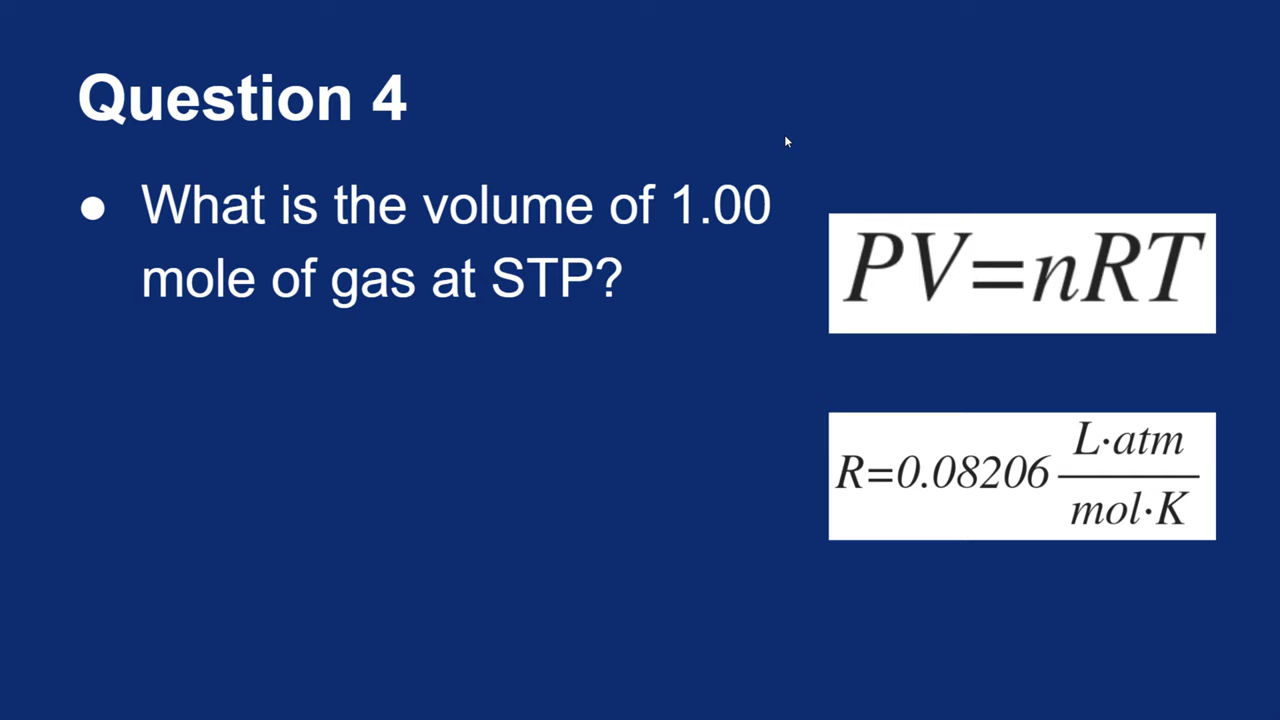 Question 4
● What is the volume of 1.00
mole of gas at STP?
PV=nRT
R=0.08206 L·atm
mol·K